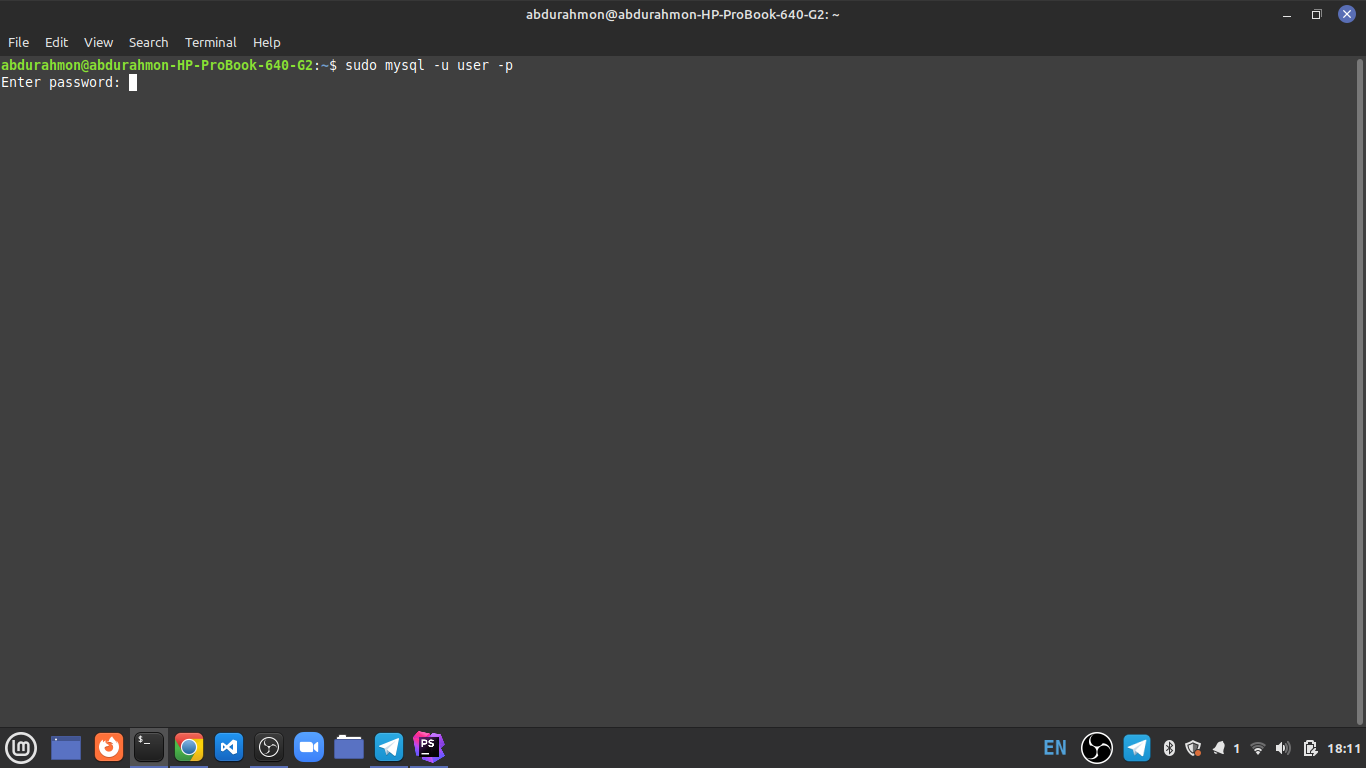 abdurahmon@abdurahmon-HP-ProBook-640-G2: ~
File Edit View Search Terminal Help
abdurahmon@abdurahmon-HP-ProBook-640-G2:~$ sudo mysql -u user -p
Enter password:
$_
PS
EN 1 18:11